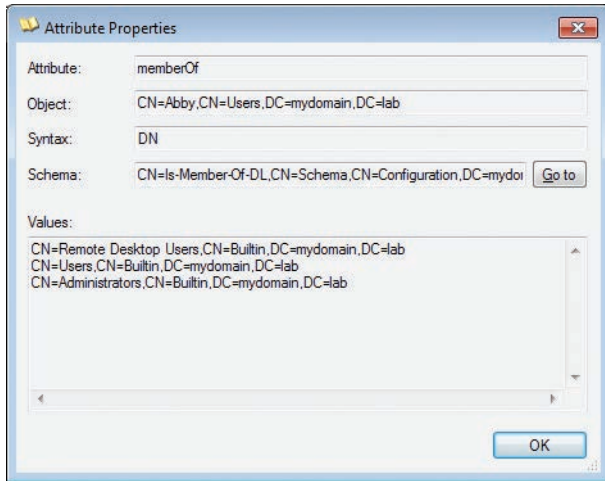 Attribute Properties
Attribute: memberOf
Object: CN=Abby,CN=Users,DC=mydomain,DC=lab
Syntax: DN
Schema: CN=Is-Member-Of-DL,CN=Schema,CN=Configuration,DC=mydor Go to
Values:
CN=Remote Desktop Users,CN=Builtin,DC=mydomain,DC=lab
CN=Users,CN=Builtin,DC=mydomain,DC=lab
CN=Administrators,CN=Builtin,DC=mydomain,DC=lab
OK